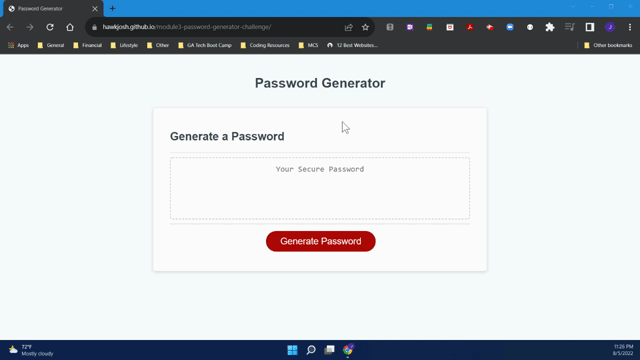 Password Generator
hawkjosh.github.io/module3-password-generator-challenge/
Apps General Financial Lifestyle Other GA Tech Boot Camp Coding Resources MCS 12 Best Websites... Other bookmarks
Password Generator
Generate a Password
Your Secure Password
Generate Password
72°F
Mostly cloudy
11:26 PM
8/5/2022